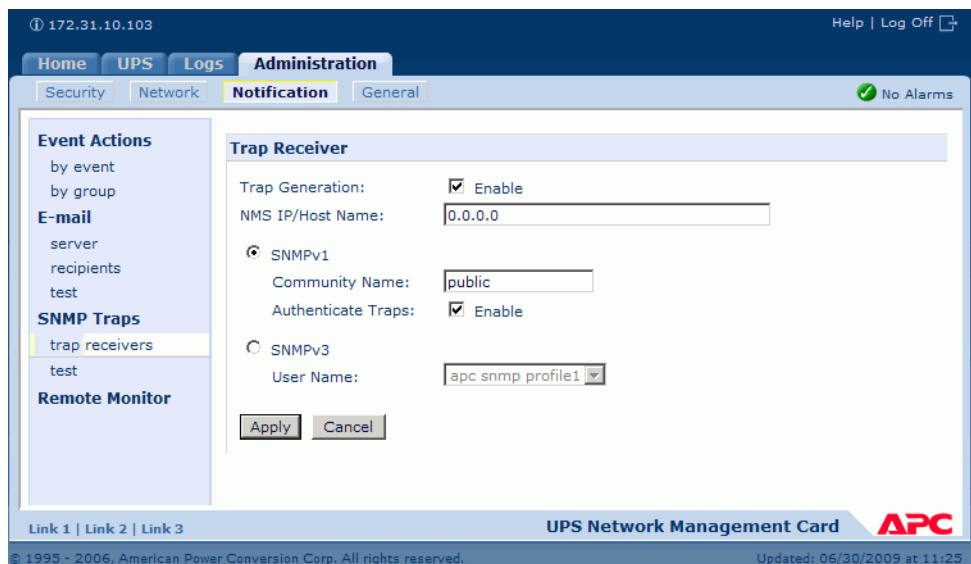 172.31.10.103
Help | Log Off
Home UPS Logs Administration
Security Network Notification General
No Alarms
Event Actions
by event
by group
E-mail
server
recipients
test
SNMP Traps
trap receivers
test
Remote Monitor
Trap Receiver
Trap Generation: Enable
NMS IP/Host Name: 0.0.0.0
SNMPv1
Community Name: public
Authenticate Traps: Enable
SNMPv3
User Name: apc snmp profile1
Apply Cancel
Link 1 | Link 2 | Link 3
UPS Network Management Card APC
© 1995 - 2006, American Power Conversion Corp. All rights reserved.
Updated: 06/30/2009 at 11:25